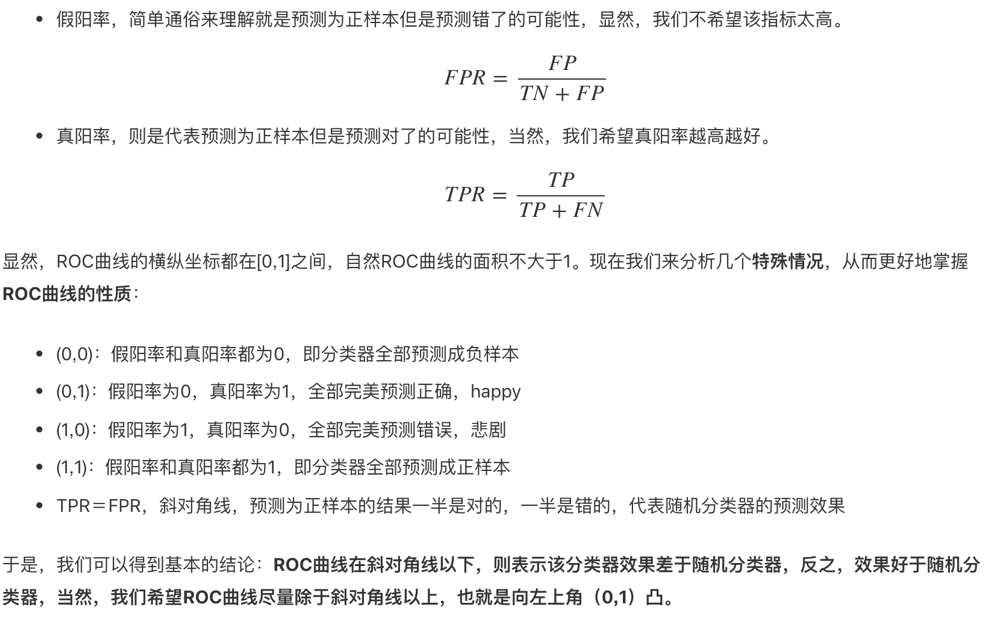 • 假阳率，简单通俗来理解就是预测为正样本但是预测错了的可能性，显然，我们不希望该指标太高。
FPR = FP / (TN + FP)
• 真阳率，则是代表预测为正样本但是预测对了的可能性，当然，我们希望真阳率越高越好。
TPR = TP / (TP + FN)
显然，ROC曲线的横纵坐标都在[0,1]之间，自然ROC曲线的面积不大于1。现在我们来分析几个特殊情况，从而更好地掌握
ROC曲线的性质：
• (0,0)：假阳率和真阳率都为0，即分类器全部预测成负样本
• (0,1)：假阳率为0，真阳率为1，全部完美预测正确，happy
• (1,0)：假阳率为1，真阳率为0，全部完美预测错误，悲剧
• (1,1)：假阳率和真阳率都为1，即分类器全部预测成正样本
• TPR＝FPR，斜对角线，预测为正样本的结果一半是对的，一半是错的，代表随机分类器的预测效果
于是，我们可以得到基本的结论：ROC曲线在斜对角线以下，则表示该分类器效果差于随机分类器，反之，效果好于随机分
类器，当然，我们希望ROC曲线尽量除于斜对角线以上，也就是向左上角（0,1）凸。